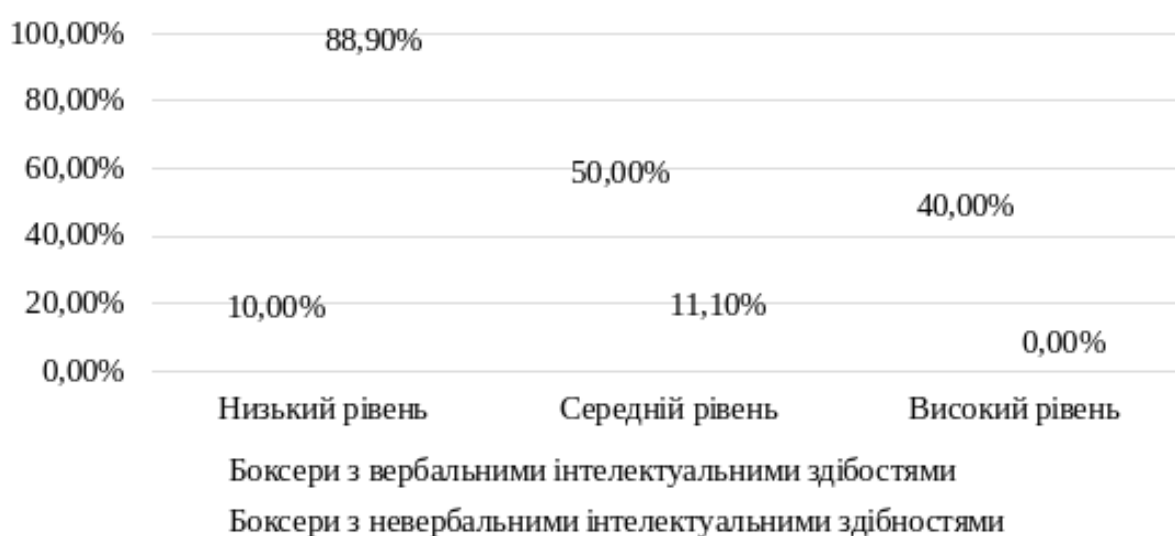 100,00%
88,90%
80,00%
60,00%
50,00%
40,00%
40,00%
20,00%
10,00%
11,10%
0,00%
0,00%
Низький рівень
Середній рівень
Високий рівень
Боксери з вербальними інтелектуальними здібостями
Боксери з невербальними інтелектуальними здібностями